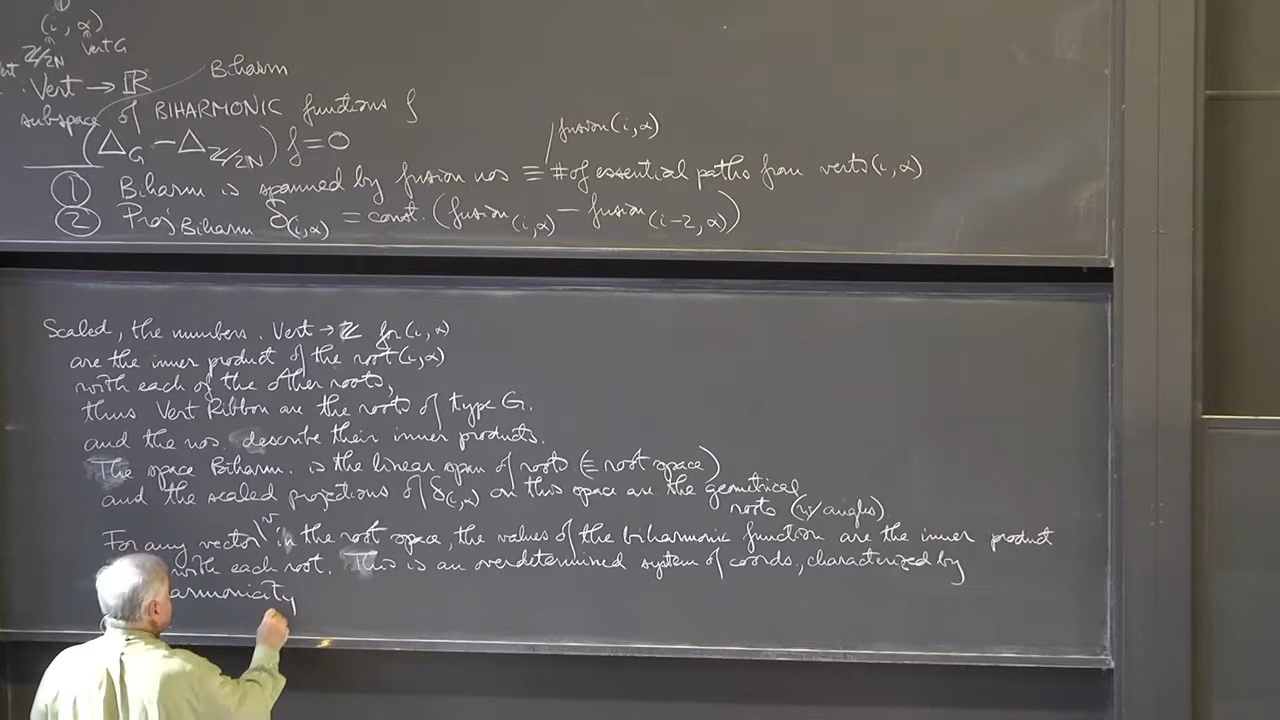 (i, α)
Z/2N Vert G
Vert → ℝ Biharm
subspace of BIHARMONIC functions f
(Δ_G − Δ_{Z/2N}) f = 0
fusion(i,α)
① Biharm is spanned by fusion nos ≡ # of essential paths from verts(i,α)
② Proj_{Biharm} δ_{(i,α)} = const. (fusion_{(i,α)} − fusion_{(i−2,α)})
Scaled, the numbers. Vert → Z for (i,α)
are the inner product of the root (i,α)
with each of the other roots,
thus Vert Ribbon are the roots of type G.
and the nos. describe their inner products.
The space Biharm. is the linear span of roots. (≡ root space)
and the scaled projections of δ_{(i,α)} on this space are the geometrical
roots (w/angles)
For any vector v in the root space, the values of the biharmonic function are the inner product
with each root. This is an overdetermined system of coords, characterized by
armonicity